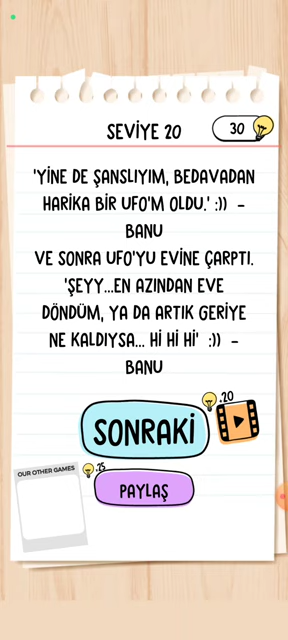 SEVİYE 20
30
'YİNE DE ŞANSLIYIM, BEDAVADAN
HARİKA BİR UFO'M OLDU.' :)) -
BANU
VE SONRA UFO'YU EVİNE ÇARPTI.
'ŞEYY...EN AZINDAN EVE
DÖNDÜM, YA DA ARTIK GERİYE
NE KALDIYSA... Hİ Hİ Hİ' :)) -
BANU
.20
SONRAKİ
OUR OTHER GAMES
.25
PAYLAŞ